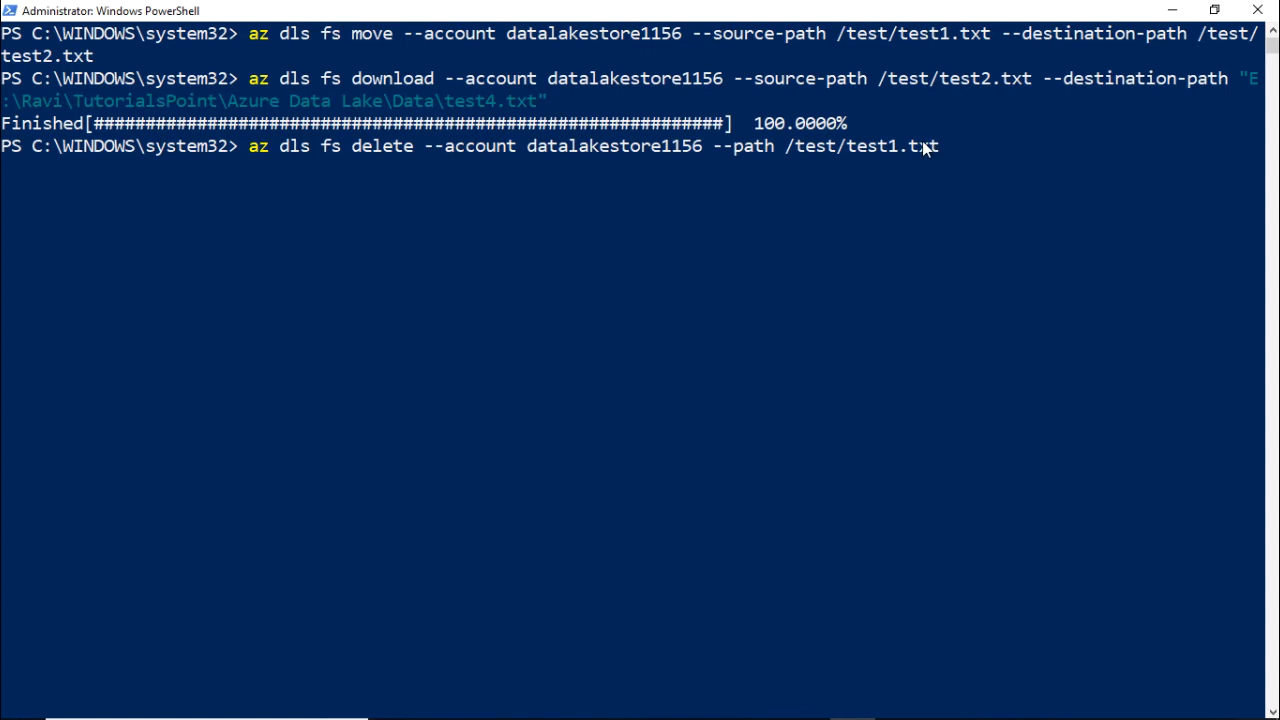 Administrator: Windows PowerShell
PS C:\WINDOWS\system32> az dls fs move --account datalakestore1156 --source-path /test/test1.txt --destination-path /test/
test2.txt
PS C:\WINDOWS\system32> az dls fs download --account datalakestore1156 --source-path /test/test2.txt --destination-path "E
:\Ravi\TutorialsPoint\Azure Data Lake\Data\test4.txt"
Finished[#############################################################]  100.0000%
PS C:\WINDOWS\system32> az dls fs delete --account datalakestore1156 --path /test/test1.txt